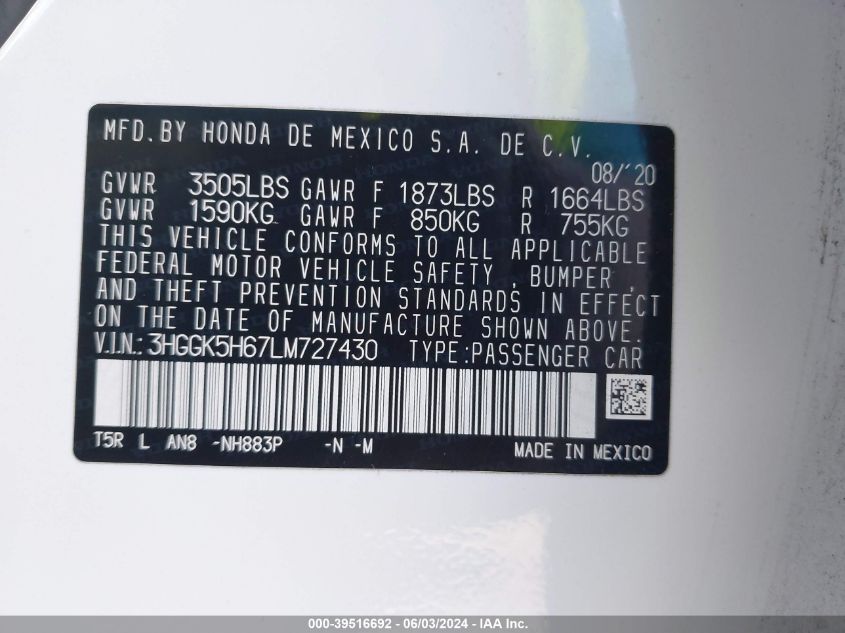 MFD.BY HONDA DE MEXICO S.A. DE C.V.
08/'20
GVWR 3505LBS GAWR F 1873LBS R 1664LBS
GVWR 1590KG GAWR F 850KG R 755KG
THIS VEHICLE CONFORMS TO ALL APPLICABLE
FEDERAL MOTOR VEHICLE SAFETY , BUMPER ,
AND THEFT PREVENTION STANDARDS IN EFFECT
ON THE DATE OF MANUFACTURE SHOWN ABOVE.
V.I.N.: 3HGGK5H67LM727430 TYPE:PASSENGER CAR
T5R L AN8 -NH883P -N -M MADE IN MEXICO
000-39516692 - 06/03/2024 - IAA Inc.